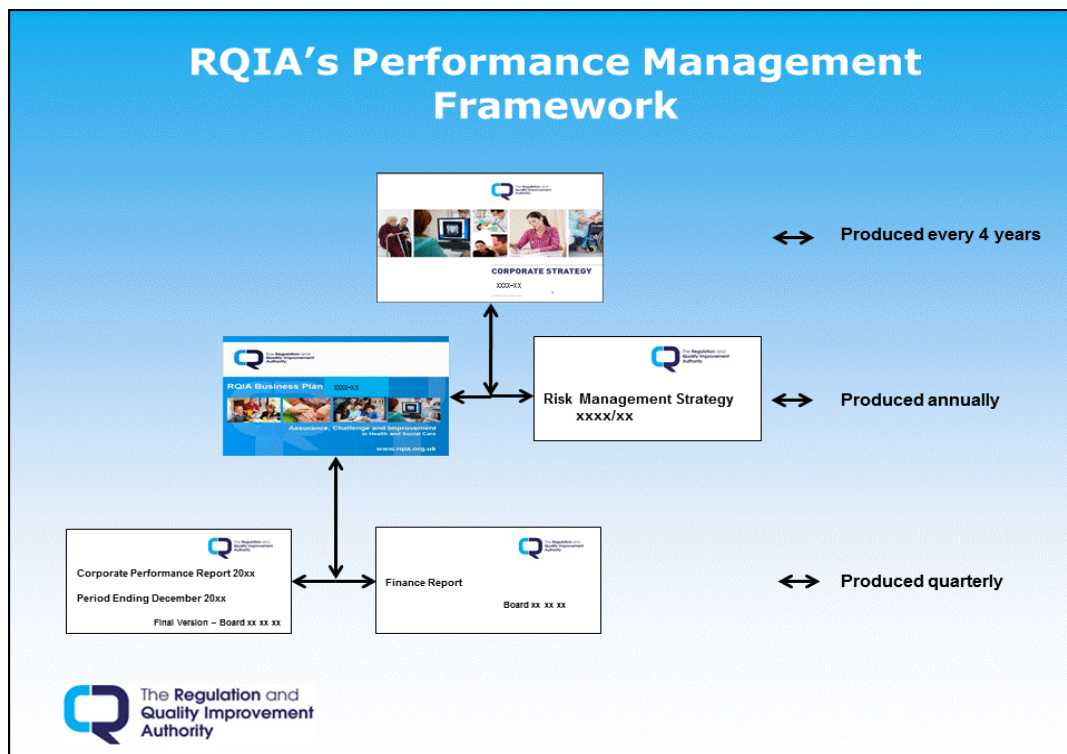 RQIA’s Performance Management
Framework
The Regulation and
Quality Improvement
Authority
CORPORATE STRATEGY
xxxx-xx
Produced every 4 years
The Regulation and
Quality Improvement
Authority
RQIA Business Plan xxxx-xx
Assurance, Challenge and Improvement
in Health and Social Care
www.rqia.org.uk
The Regulation and
Quality Improvement
Authority
Risk Management Strategy
xxxx/xx
Produced annually
The Regulation and
Quality Improvement
Authority
Corporate Performance Report 20xx
Period Ending December 20xx
Final Version – Board xx xx xx
The Regulation and
Quality Improvement
Authority
Finance Report
Board xx xx xx
Produced quarterly
The Regulation and
Quality Improvement
Authority